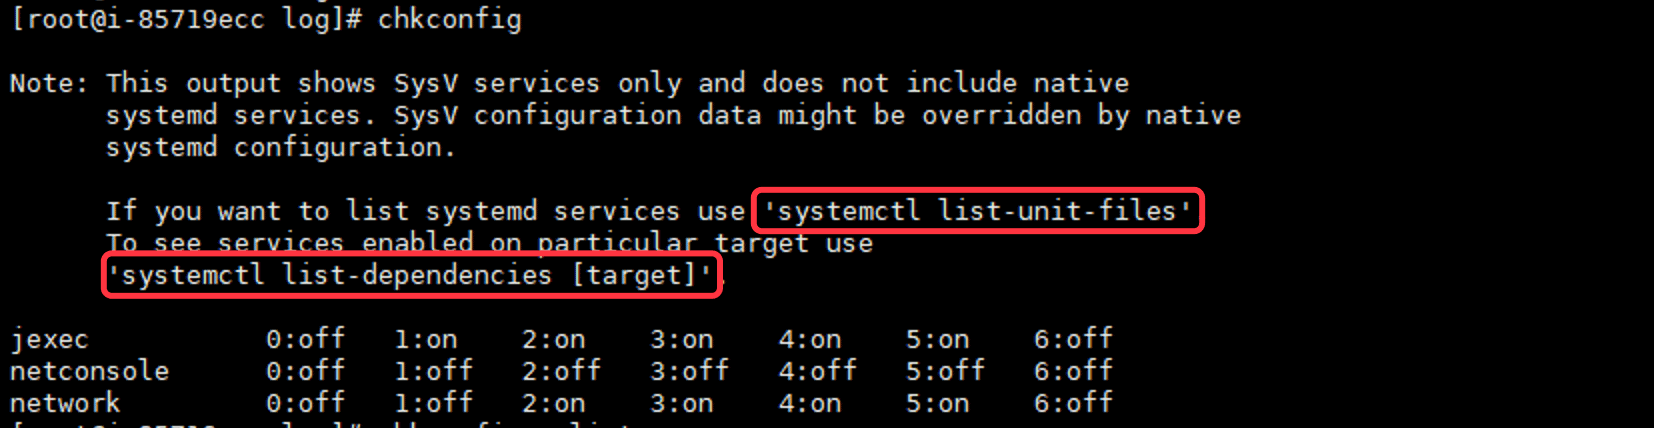 [root@i-85719ecc log]# chkconfig
Note: This output shows SysV services only and does not include native
systemd services. SysV configuration data might be overridden by native
systemd configuration.
If you want to list systemd services use 'systemctl list-unit-files'.
To see services enabled on particular target use
'systemctl list-dependencies [target]'.
jexec 0:off 1:on 2:on 3:on 4:on 5:on 6:off
netconsole 0:off 1:off 2:off 3:off 4:off 5:off 6:off
network 0:off 1:off 2:on 3:on 4:on 5:on 6:off